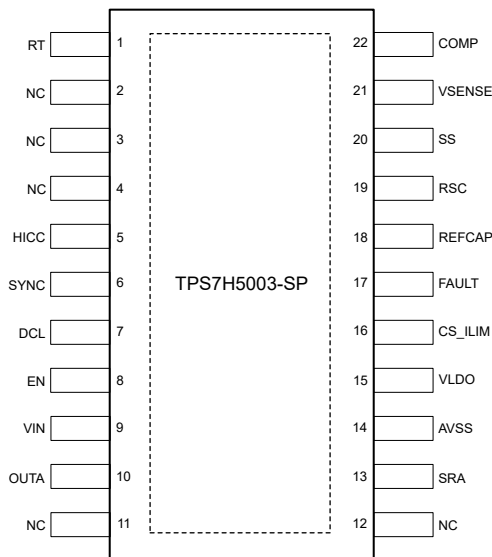 RT 1 22 COMP
NC 2 21 VSENSE
NC 3 20 SS
NC 4 19 RSC
HICC 5 18 REFCAP
SYNC 6 TPS7H5003-SP 17 FAULT
DCL 7 16 CS_ILIM
EN 8 15 VLDO
VIN 9 14 AVSS
OUTA 10 13 SRA
NC 11 12 NC